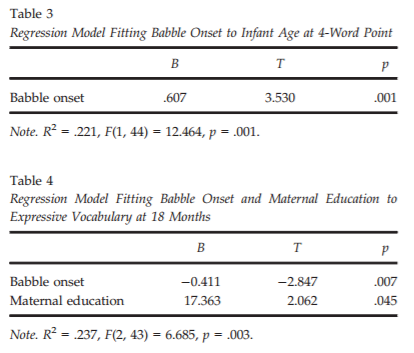 Table 3
Regression Model Fitting Babble Onset to Infant Age at 4-Word Point
B T p
Babble onset .607 3.530 .001
Note. R² = .221, F(1, 44) = 12.464, p = .001.
Table 4
Regression Model Fitting Babble Onset and Maternal Education to
Expressive Vocabulary at 18 Months
B T p
Babble onset −0.411 −2.847 .007
Maternal education 17.363 2.062 .045
Note. R² = .237, F(2, 43) = 6.685, p = .003.